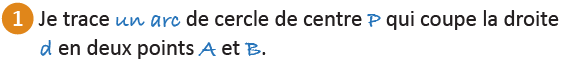 1 Je trace un arc de cercle de centre P qui coupe la droite
d en deux points A et B.